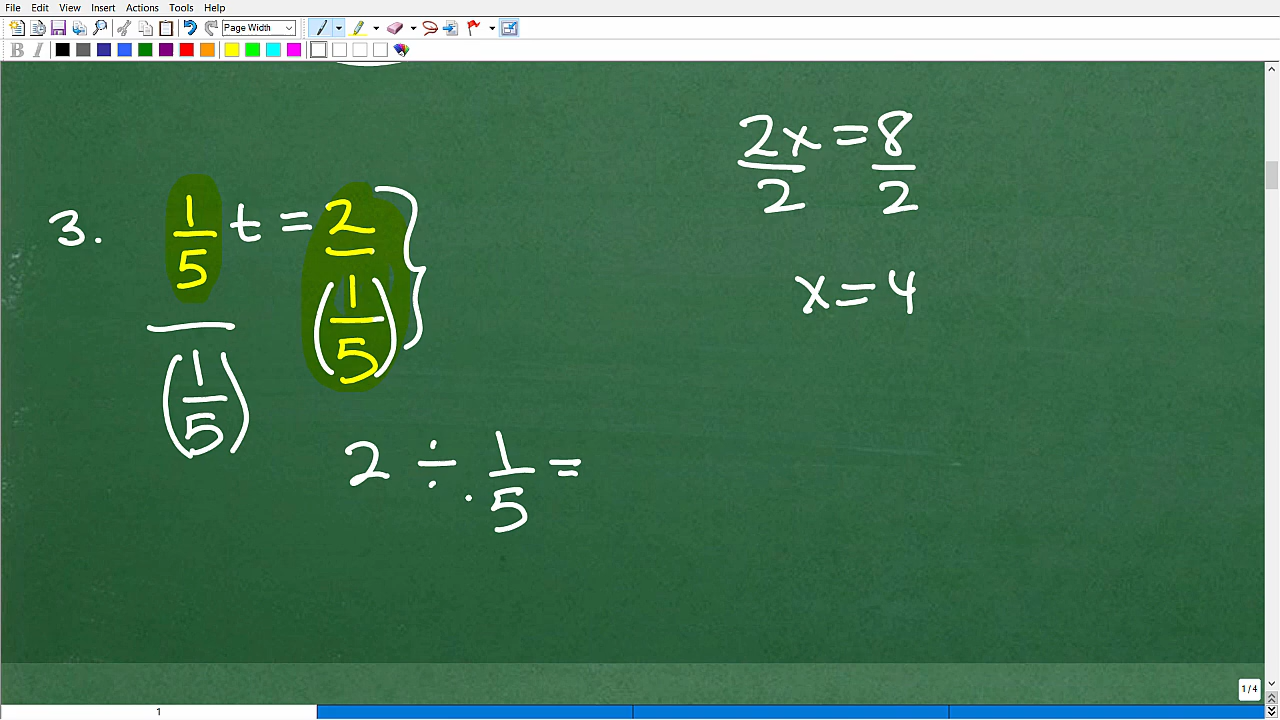 File Edit View Insert Actions Tools Help
Page Width
B I
3. 1/5 t = 2/(1/5)
(1/5)
2 ÷ 1/5 =
2x = 8
2 2
x = 4
1/4
1